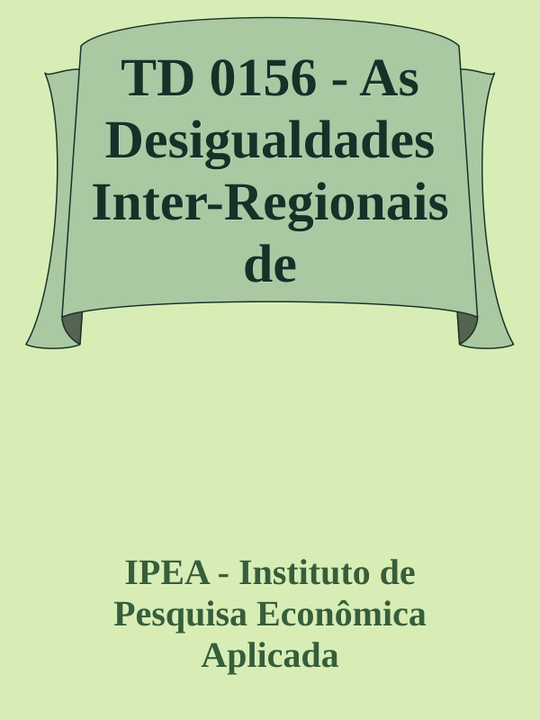 TD 0156 - As
Desigualdades
Inter-Regionais
de
IPEA - Instituto de
Pesquisa Econômica
Aplicada